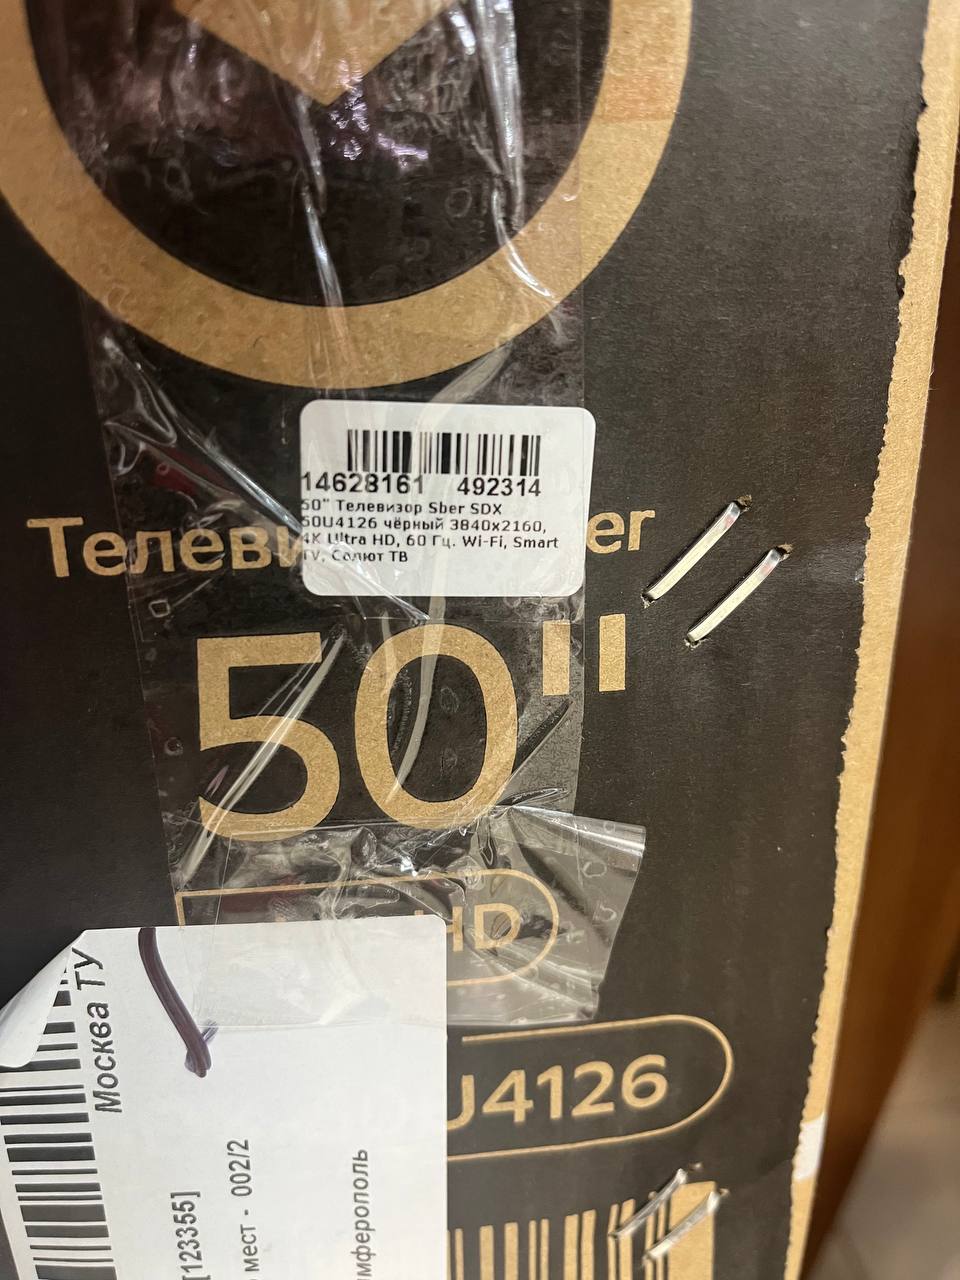 14628161 492314
50" Телевизор Sber SDX
50U4126 чёрный 3840x2160,
4K Ultra HD, 60 Гц. Wi-Fi, Smart
TV, Салют ТВ
Телеви er
50"
HD
U4126
Москва ТУ
[123355]
мест - 002/2
имферополь